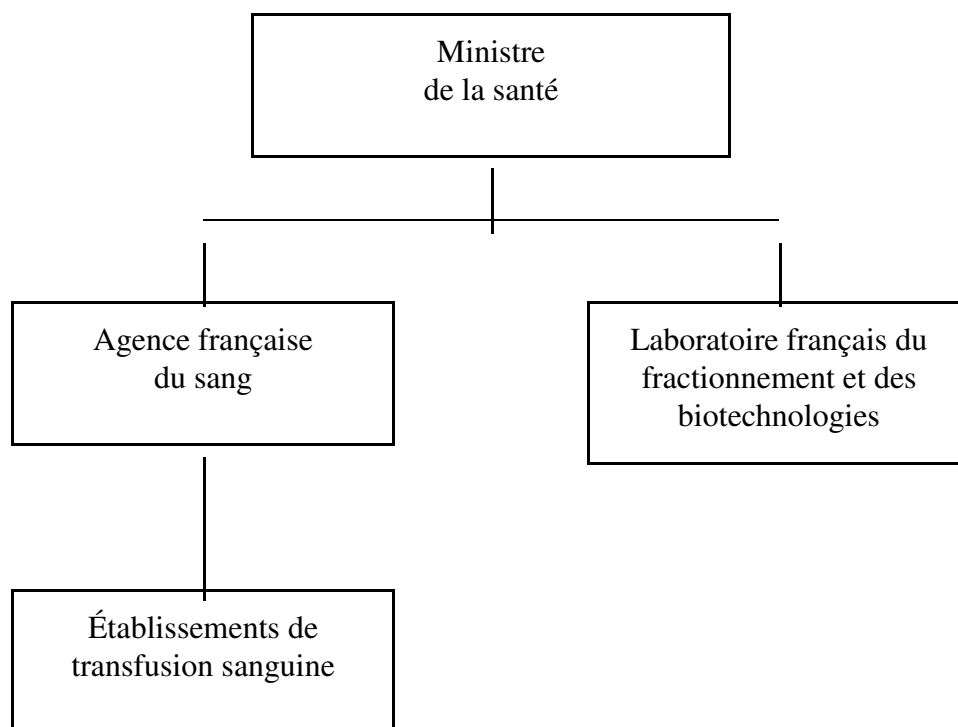 Ministre
de la santé
Agence française
du sang
Laboratoire français du
fractionnement et des
biotechnologies
Établissements de
transfusion sanguine